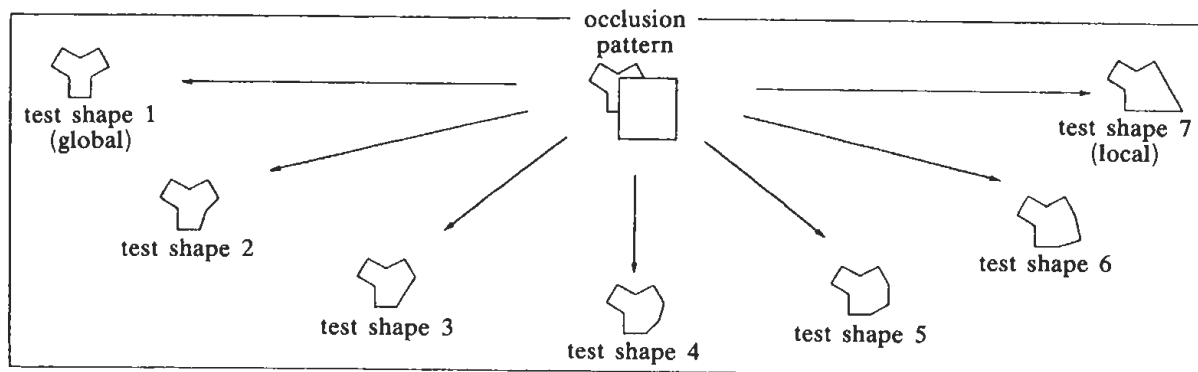 occlusion
pattern
test shape 1
(global)
test shape 7
(local)
test shape 2
test shape 6
test shape 3
test shape 4
test shape 5